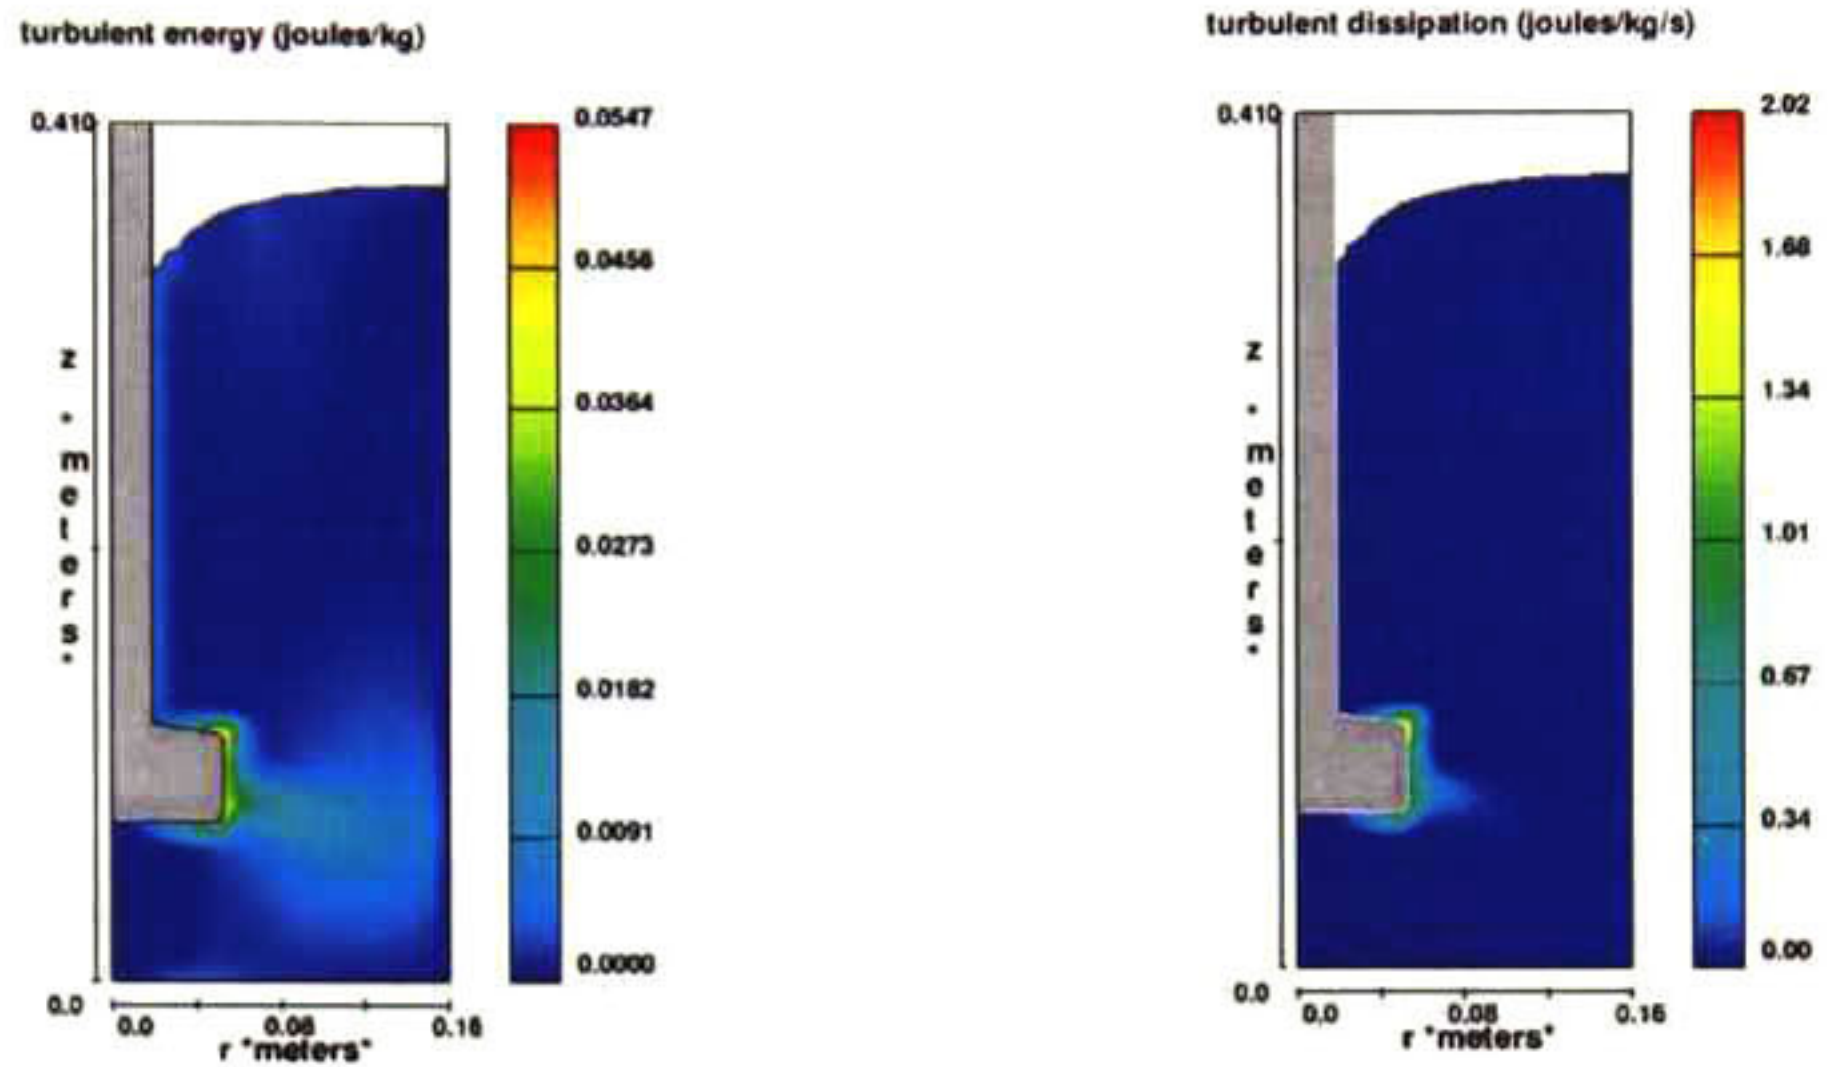 turbulent energy (joules/kg)
0.410
z
*
m
e
t
e
r
s
*
0.0547
0.0456
0.0364
0.0273
0.0182
0.0091
0.0000
0.0
0.0 0.08 0.16
r *meters*
turbulent dissipation (joules/kg/s)
0.410
z
*
m
e
t
e
r
s
*
2.02
1.68
1.34
1.01
0.67
0.34
0.00
0.0
0.0 0.08 0.16
r *meters*